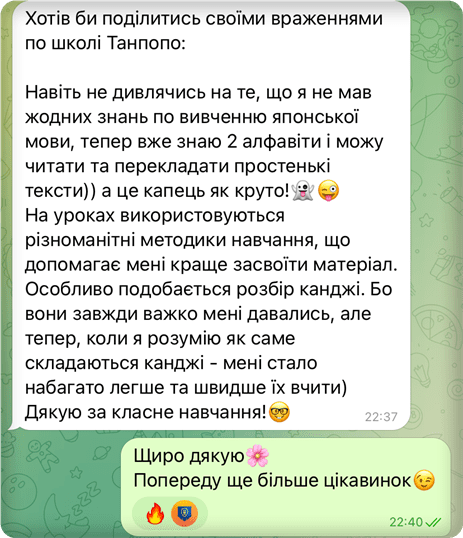 Хотів би поділитись своїми враженнями
по школі Танпопо:
Навіть не дивлячись на те, що я не мав
жодних знань по вивченню японської
мови, тепер вже знаю 2 алфавіти і можу
читати та перекладати простенькі
тексти)) а це капець як круто!👻😜
На уроках використовуються
різноманітні методики навчання, що
допомагає мені краще засвоїти матеріал.
Особливо подобається розбір канджі. Бо
вони завжди важко мені давались, але
тепер, коли я розумію як саме
складаються канджі - мені стало
набагато легше та швидше їх вчити)
Дякую за класне навчання!🤓
22:37
Щиро дякую🌸
Попереду ще більше цікавинок😉
22:40